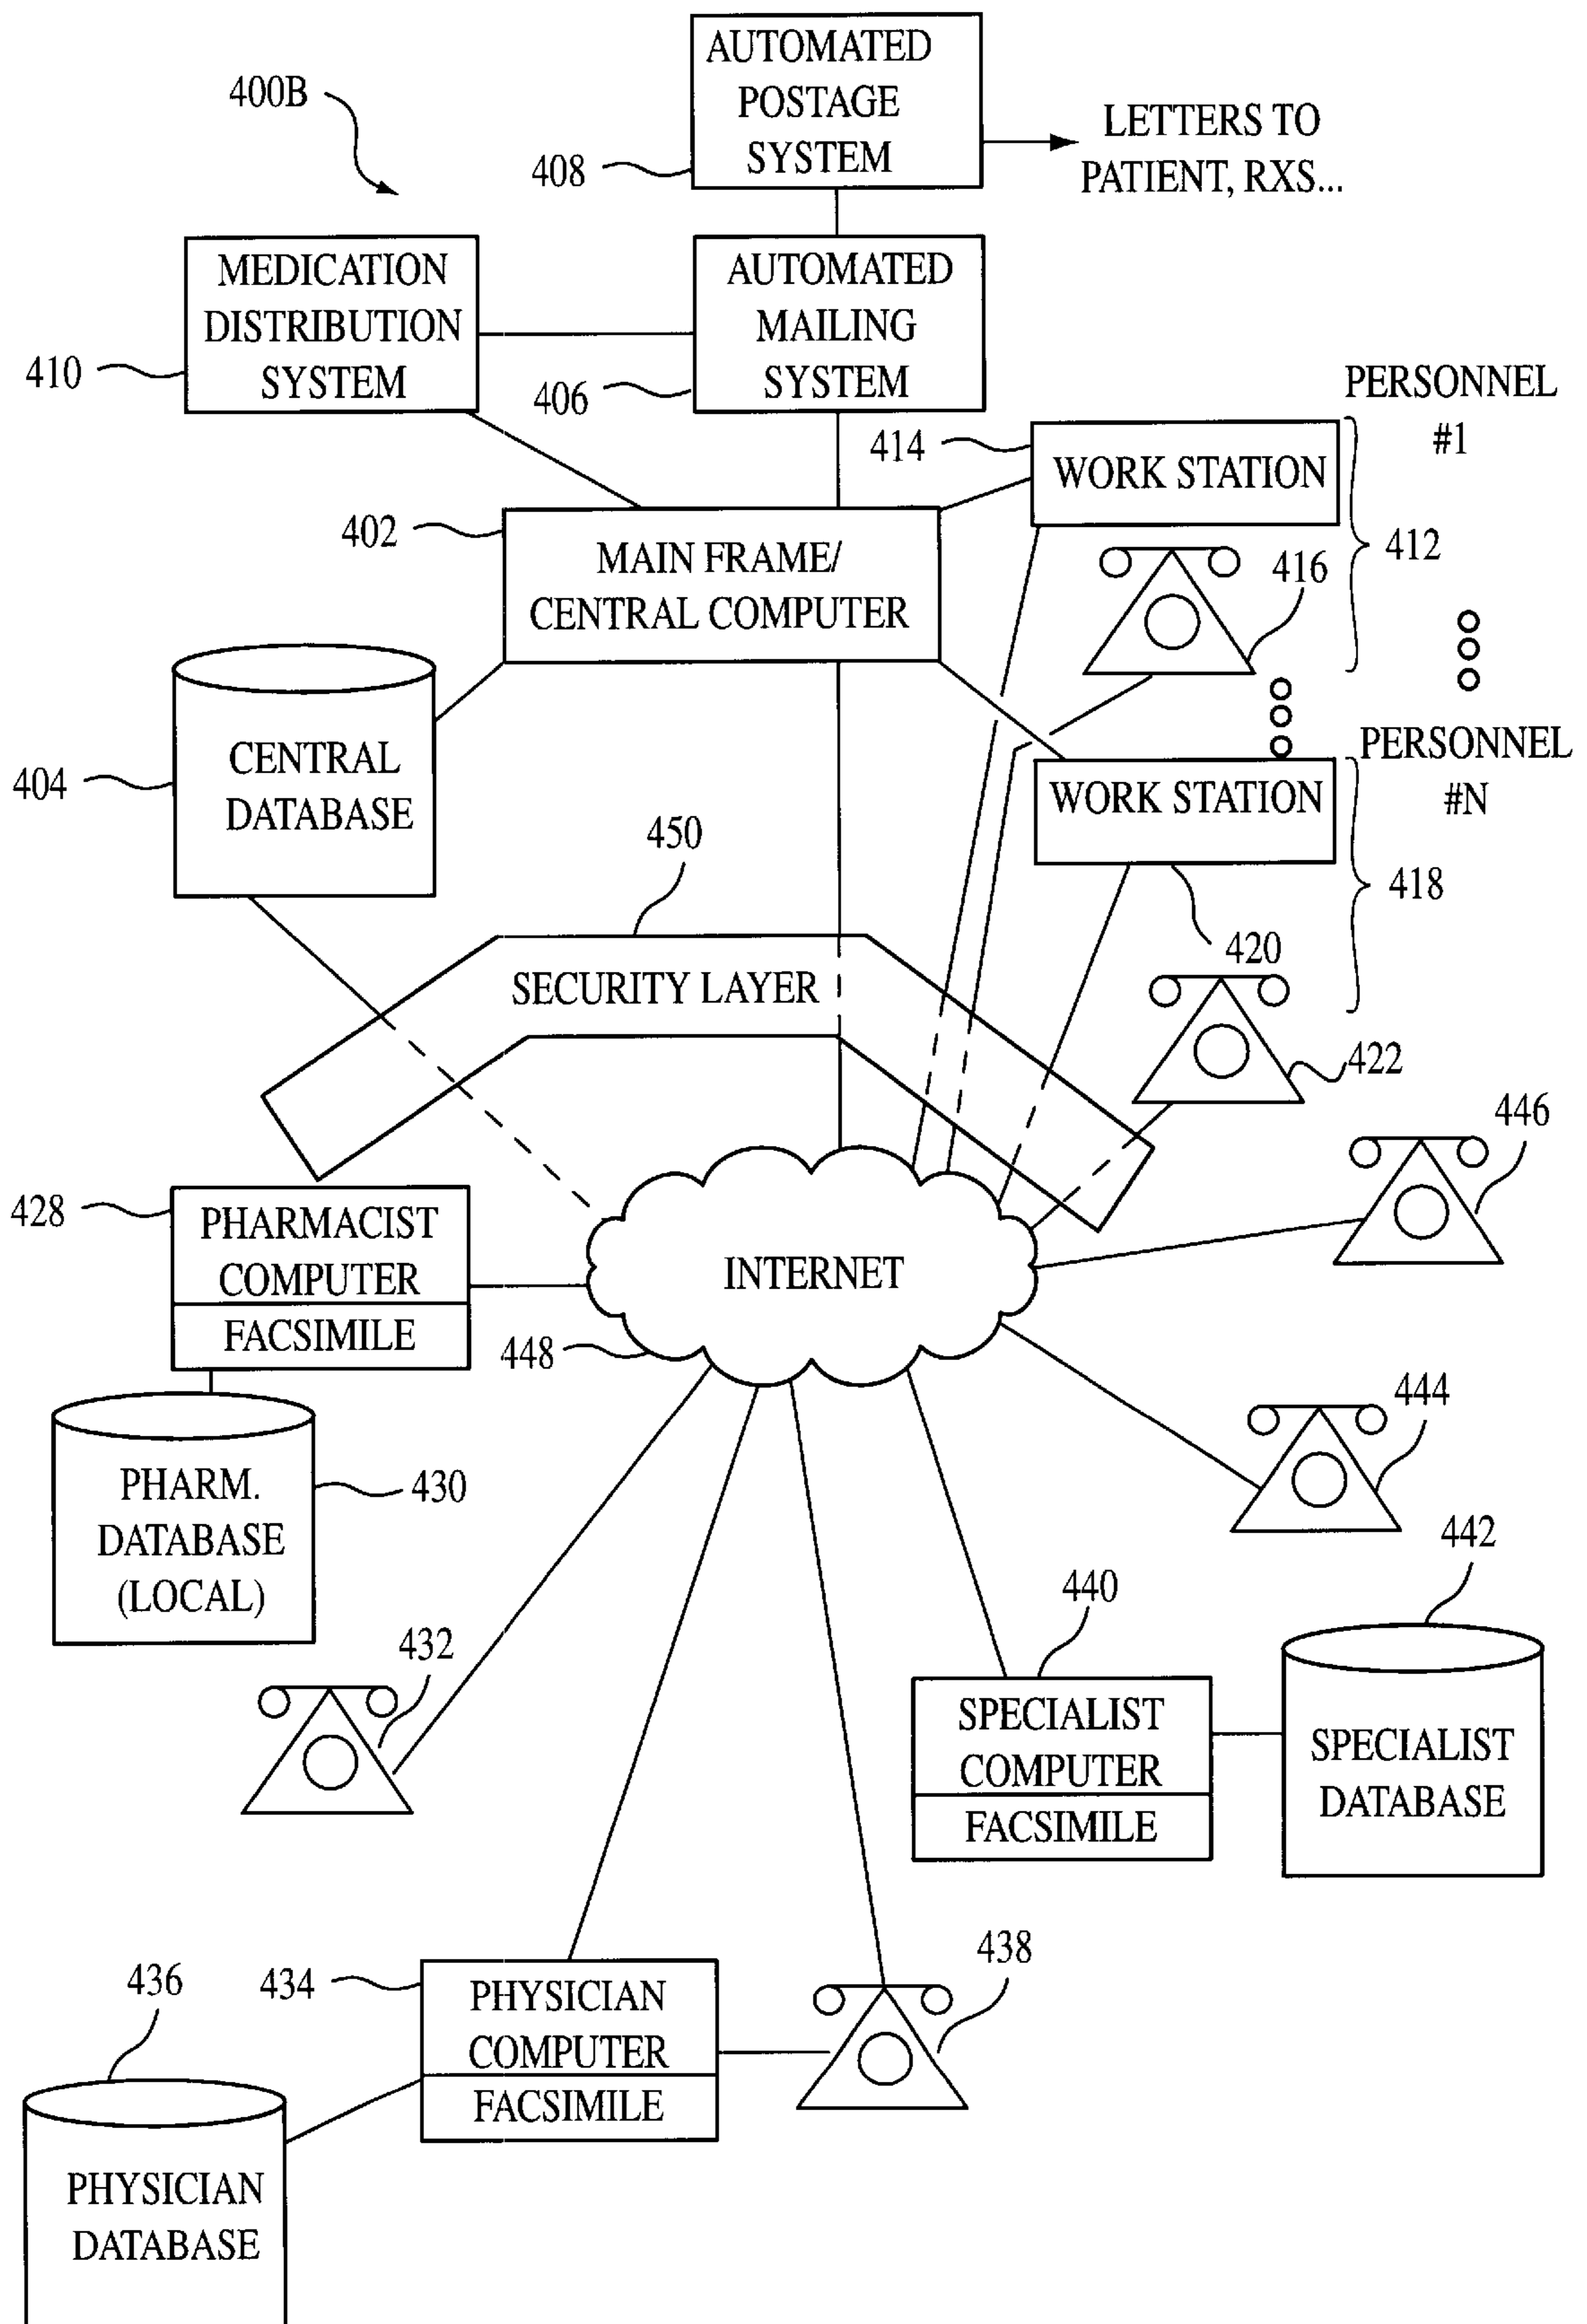 400B
AUTOMATED
POSTAGE
SYSTEM
408
LETTERS TO
PATIENT, RXS...
MEDICATION
DISTRIBUTION
SYSTEM
410
AUTOMATED
MAILING
SYSTEM
406
PERSONNEL
#1
414
WORK STATION
412
416
402
MAIN FRAME/
CENTRAL COMPUTER
CENTRAL
DATABASE
404
PERSONNEL
#N
WORK STATION
418
420
422
450
SECURITY LAYER
446
428
PHARMACIST
COMPUTER
FACSIMILE
INTERNET
448
444
PHARM.
DATABASE
(LOCAL)
430
432
442
440
SPECIALIST
COMPUTER
FACSIMILE
SPECIALIST
DATABASE
438
436
434
PHYSICIAN
COMPUTER
FACSIMILE
PHYSICIAN
DATABASE